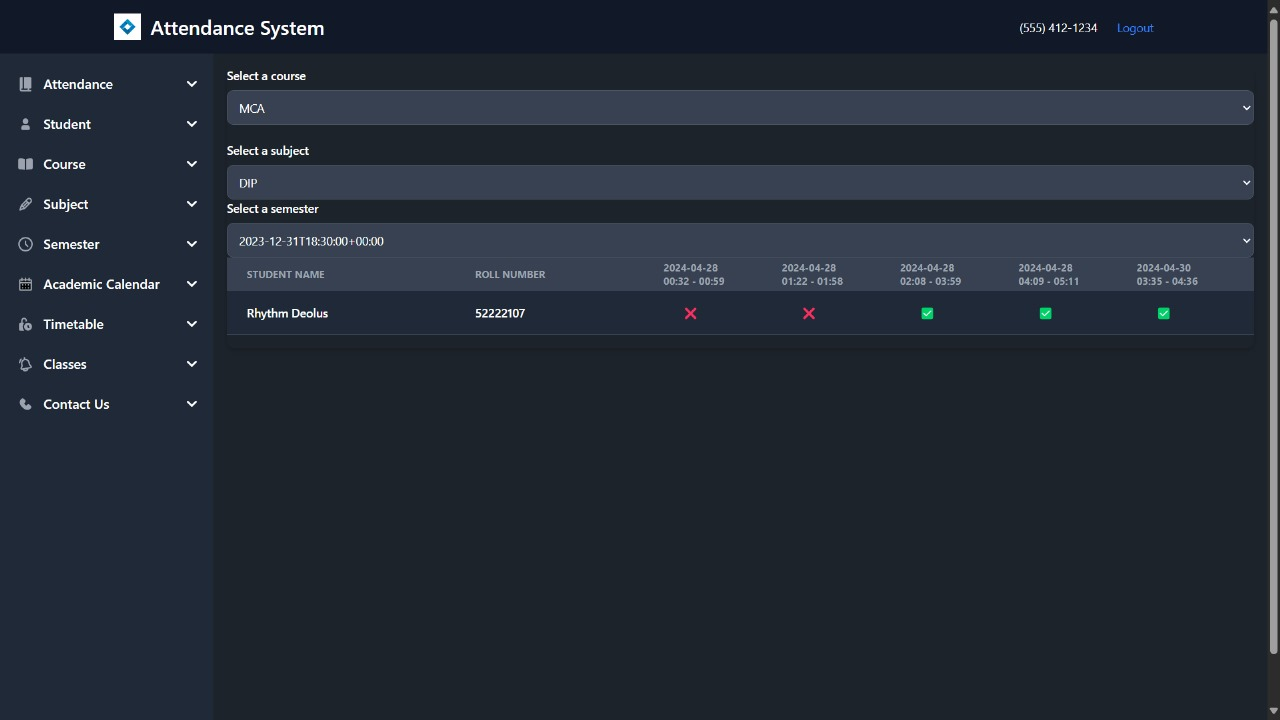 Attendance System
(555) 412-1234 Logout
Attendance
Student
Course
Subject
Semester
Academic Calendar
Timetable
Classes
Contact Us
Select a course
MCA
Select a subject
DIP
Select a semester
2023-12-31T18:30:00+00:00
STUDENT NAME ROLL NUMBER 2024-04-28 2024-04-28 2024-04-28 2024-04-28 2024-04-30
00:32 - 00:59 01:22 - 01:58 02:08 - 03:59 04:09 - 05:11 03:35 - 04:36
Rhythm Deolus 52222107